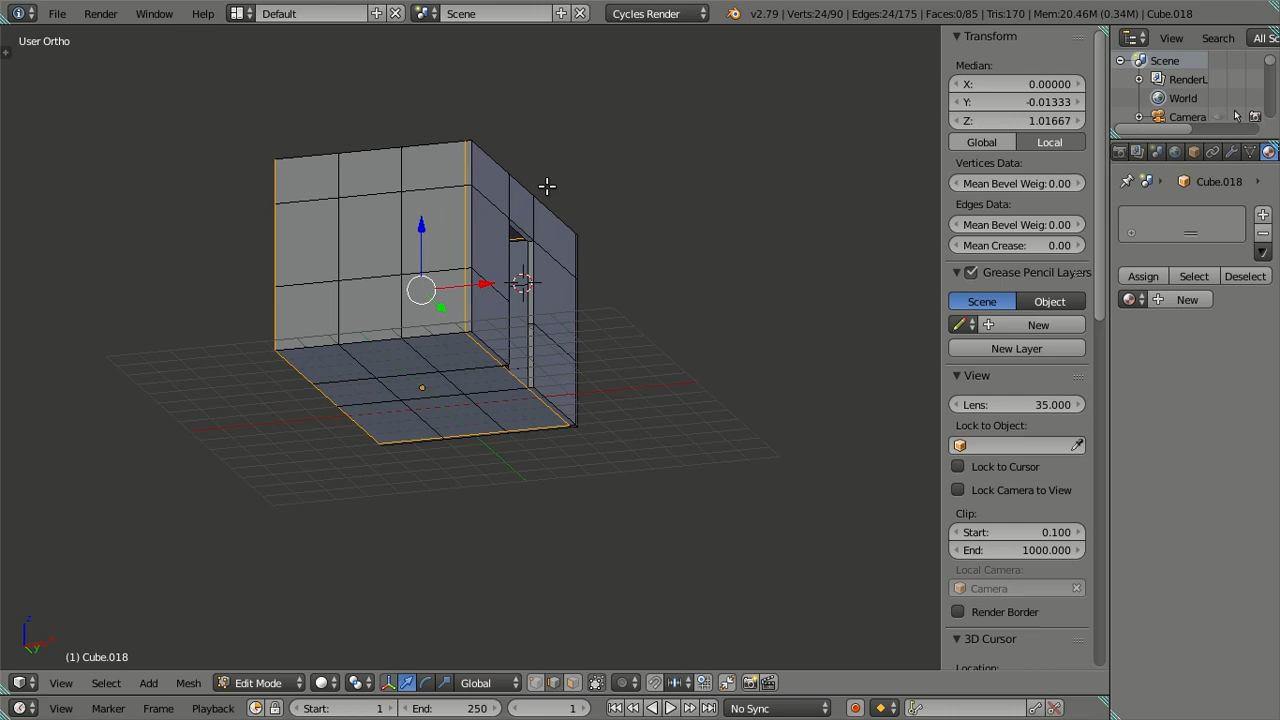 File Render Window Help Default Scene Cycles Render v2.79 | Verts:24/90 | Edges:24/175 | Faces:0/85 | Tris:170 | Mem:20.46M (0.34M) | Cube.018
User Ortho
Transform
Median:
X: 0.00000
Y: -0.01333
Z: 1.01667
Global Local
Vertices Data:
Mean Bevel Weig: 0.00
Edges Data:
Mean Bevel Weig: 0.00
Mean Crease: 0.00
Grease Pencil Layers
Scene Object
New
New Layer
View
Lens: 35.000
Lock to Object:
Lock to Cursor
Lock Camera to View
Clip:
Start: 0.100
End: 1000.000
Local Camera:
Camera
Render Border
3D Cursor
Location:
View Search All Sc
Scene
RenderL
World
Camera
Cube.018
Assign Select Deselect
New
z
x
y
(1) Cube.018
View Select Add Mesh Edit Mode Global
View Marker Frame Playback Start: 1 End: 250 1 No Sync